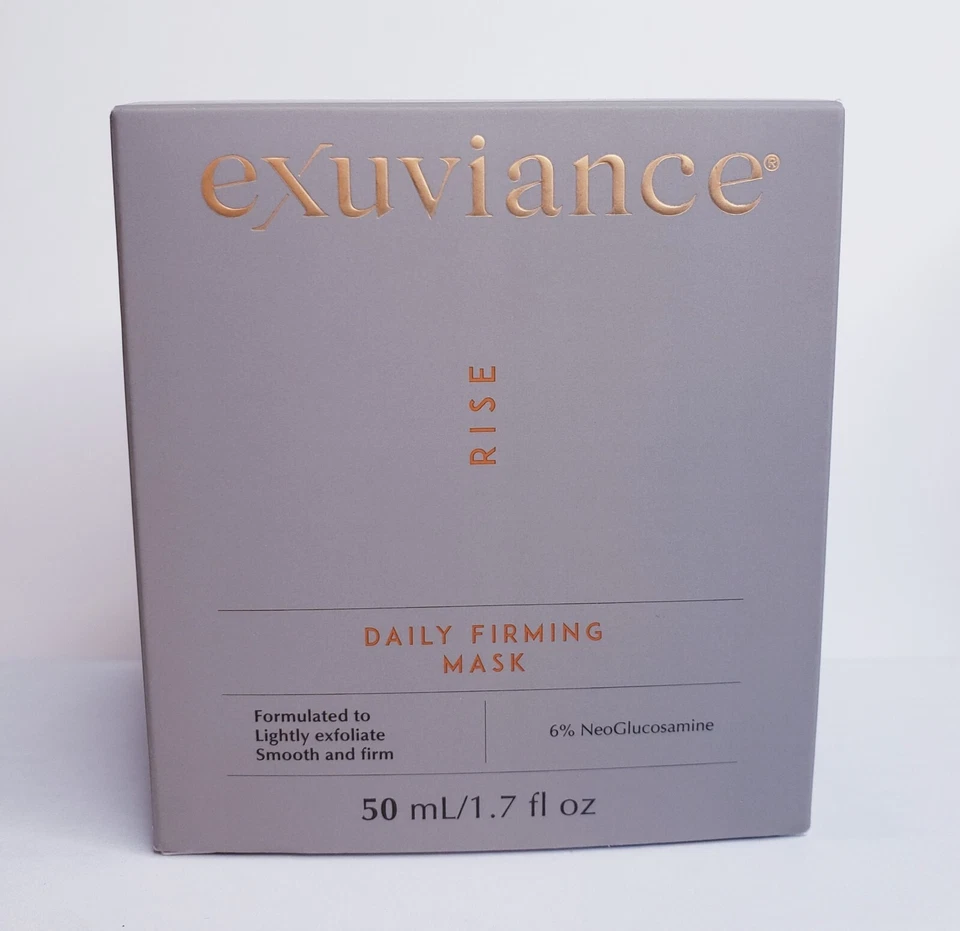 exuviance®
RISE
DAILY FIRMING
MASK
Formulated to
Lightly exfoliate
Smooth and firm
6% NeoGlucosamine
50 mL/1.7 fl oz